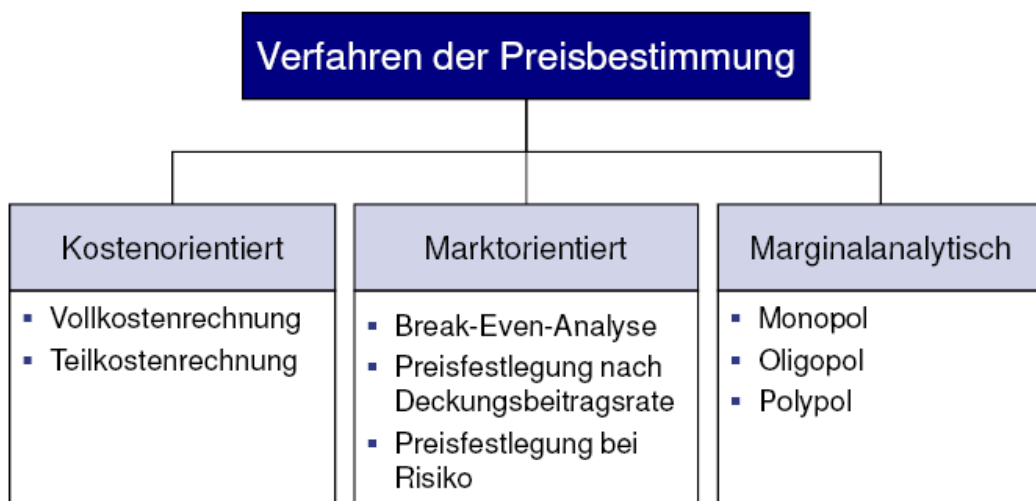 Verfahren der Preisbestimmung
Kostenorientiert
▪ Vollkostenrechnung
▪ Teilkostenrechnung
Marktorientiert
▪ Break-Even-Analyse
▪ Preisfestlegung nach
Deckungsbeitragsrate
▪ Preisfestlegung bei
Risiko
Marginalanalytisch
▪ Monopol
▪ Oligopol
▪ Polypol